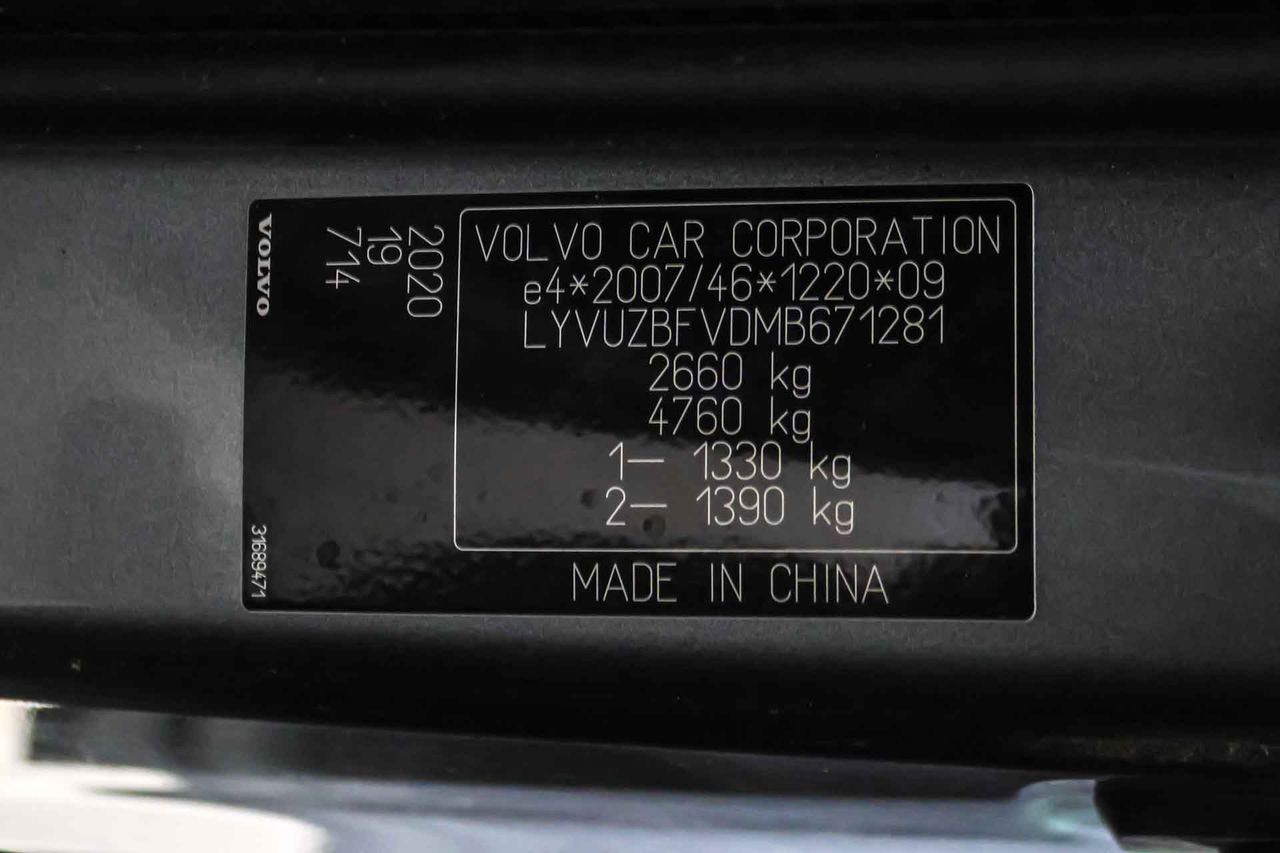 VOLVO
2020
19
714
31689471
VOLVO CAR CORPORATION
e4*2007/46*1220*09
LYVUZBFVDMB671281
2660 kg
4760 kg
1— 1330 kg
2— 1390 kg
MADE IN CHINA